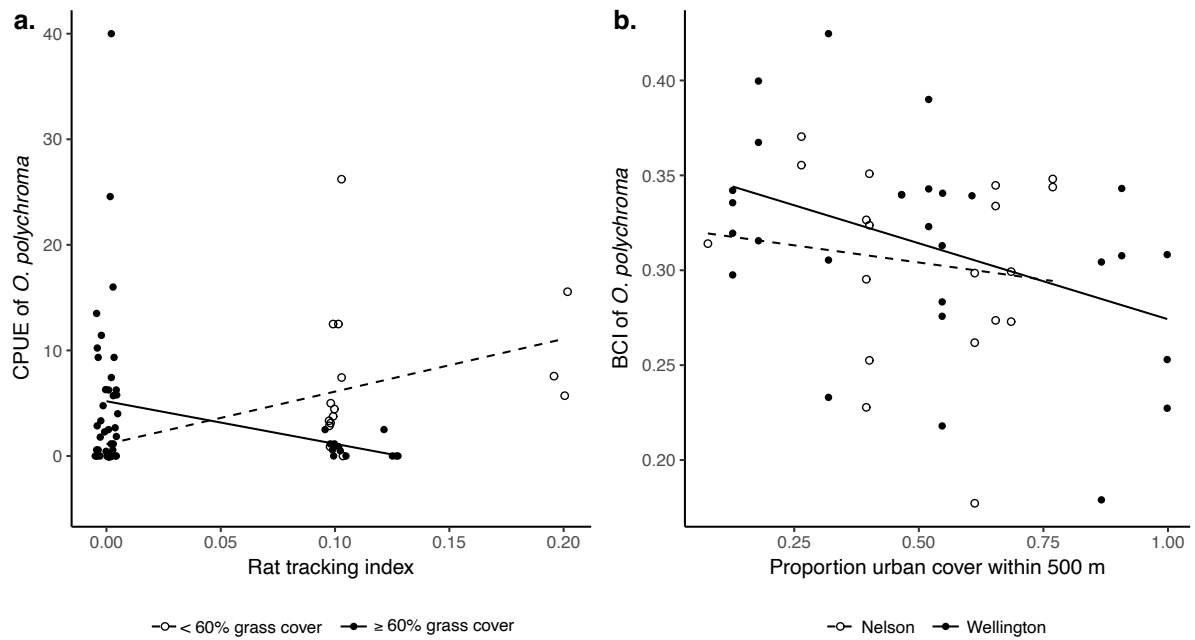 a.
CPUE of O. polychroma
40
30
20
10
0
0.00 0.05 0.10 0.15 0.20
Rat tracking index
< 60% grass cover ≥ 60% grass cover
b.
BCI of O. polychroma
0.40
0.35
0.30
0.25
0.20
0.25 0.50 0.75 1.00
Proportion urban cover within 500 m
Nelson Wellington